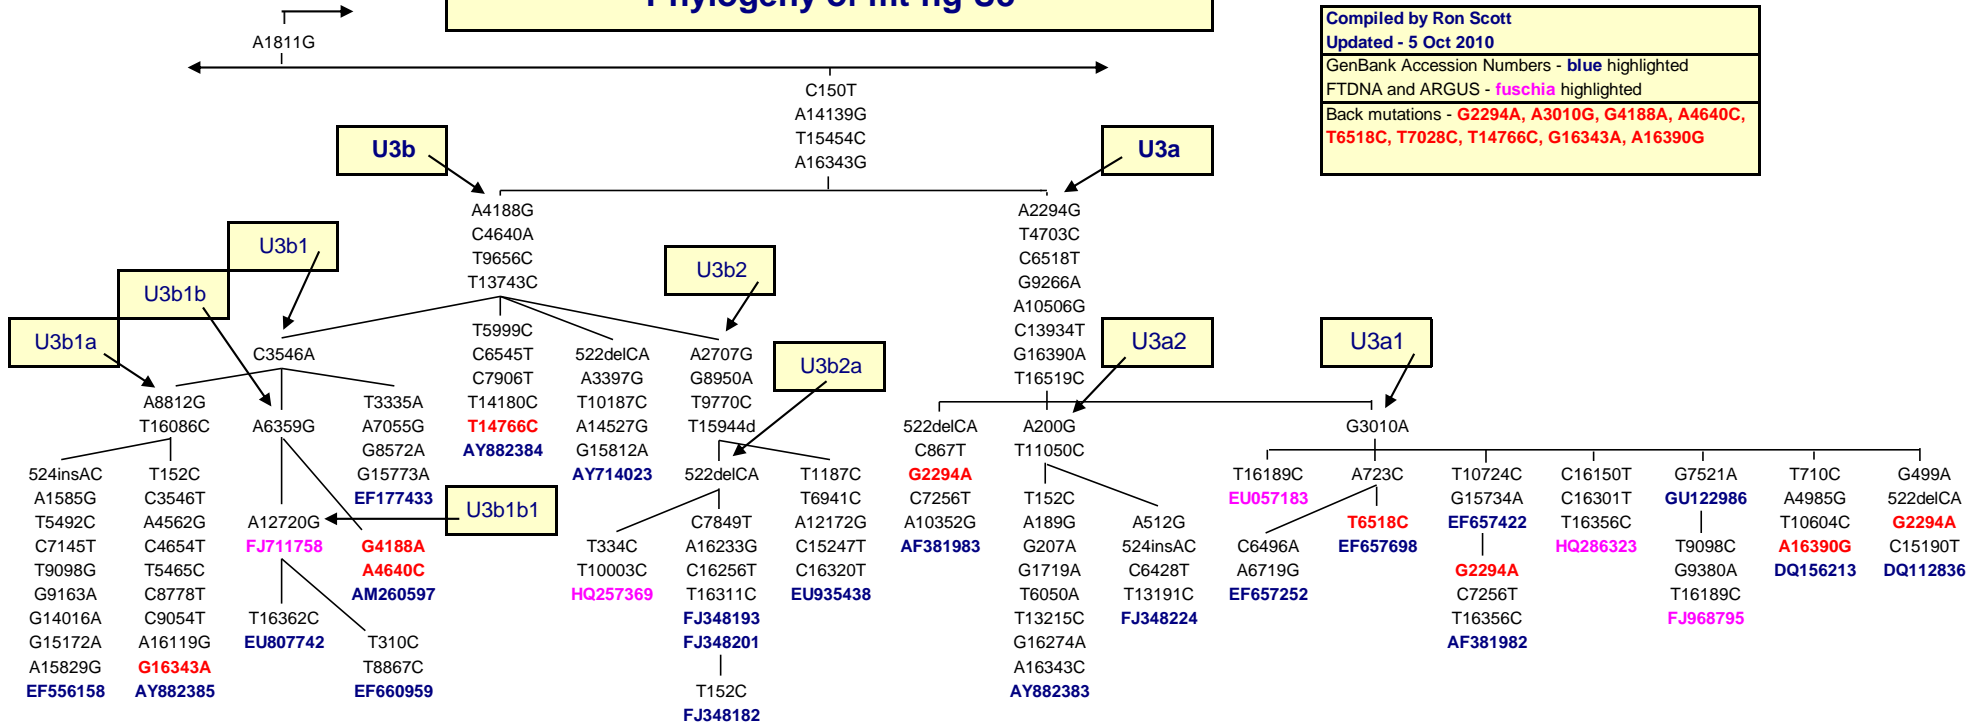 Phylogeny of mt hg U3
Compiled by Ron Scott
Updated - 5 Oct 2010
GenBank Accession Numbers - blue highlighted
FTDNA and ARGUS - fuschia highlighted
Back mutations - G2294A, A3010G, G4188A, A4640C,
T6518C, T7028C, T14766C, G16343A, A16390G
A1811G
C150T
A14139G
T15454C
A16343G
U3b
U3a
A4188G
C4640A
T9656C
T13743C
A2294G
T4703C
C6518T
G9266A
A10506G
C13934T
G16390A
T16519C
U3b1
U3b1b
U3b1a
U3b2
U3b2a
U3a2
U3a1
C3546A
A8812G
T16086C
524insAC
A1585G
T5492C
C7145T
T9098G
G9163A
G14016A
G15172A
A15829G
EF556158
T152C
C3546T
A4562G
C4654T
T5465C
C8778T
C9054T
A16119G
G16343A
AY882385
A6359G
A12720G
FJ711758
U3b1b1
T16362C
EU807742
T310C
T8867C
EF660959
G4188A
A4640C
AM260597
T3335A
A7055G
G8572A
G15773A
EF177433
T5999C
C6545T
C7906T
T14180C
T14766C
AY882384
522delCA
A3397G
T10187C
A14527G
G15812A
AY714023
A2707G
G8950A
T9770C
T15944d
522delCA
T334C
T10003C
HQ257369
C7849T
A16233G
C16256T
T16311C
FJ348193
FJ348201
T152C
FJ348182
T1187C
T6941C
A12172G
C15247T
C16320T
EU935438
522delCA
C867T
G2294A
C7256T
A10352G
AF381983
A200G
T11050C
T152C
A189G
G207A
G1719A
T6050A
T13215C
G16274A
A16343C
AY882383
A512G
524insAC
C6428T
T13191C
FJ348224
G3010A
T16189C
EU057183
A723C
C6496A
A6719G
EF657252
T6518C
EF657698
T10724C
G15734A
EF657422
G2294A
C7256T
T16356C
AF381982
C16150T
C16301T
T16356C
HQ286323
G7521A
GU122986
T9098C
G9380A
T16189C
FJ968795
T710C
A4985G
T10604C
A16390G
DQ156213
G499A
522delCA
G2294A
C15190T
DQ112836